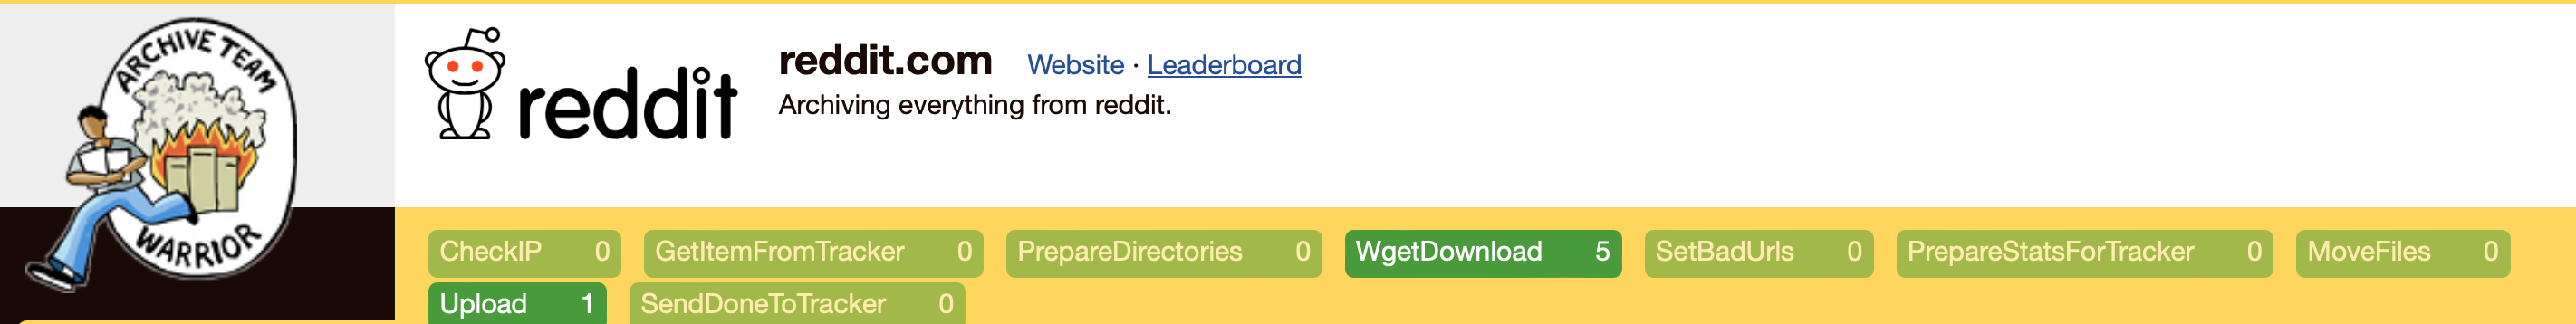 ARCHIVE TEAM
WARRIOR
reddit
reddit.com Website · Leaderboard
Archiving everything from reddit.
CheckIP 0 GetItemFromTracker 0 PrepareDirectories 0 WgetDownload 5 SetBadUrls 0 PrepareStatsForTracker 0 MoveFiles 0
Upload 1 SendDoneToTracker 0